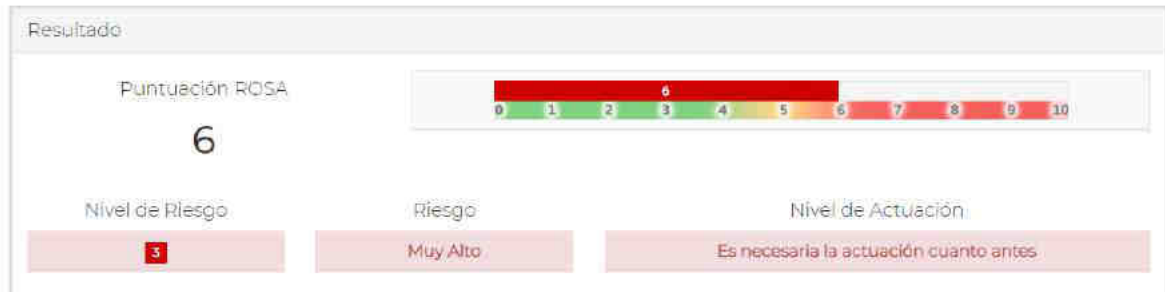 Resultado
Puntuación ROSA
6
6
0 1 2 3 4 5 6 7 8 9 10
Nivel de Riesgo
Riesgo
Nivel de Actuación
3
Muy Alto
Es necesaria la actuación cuanto antes